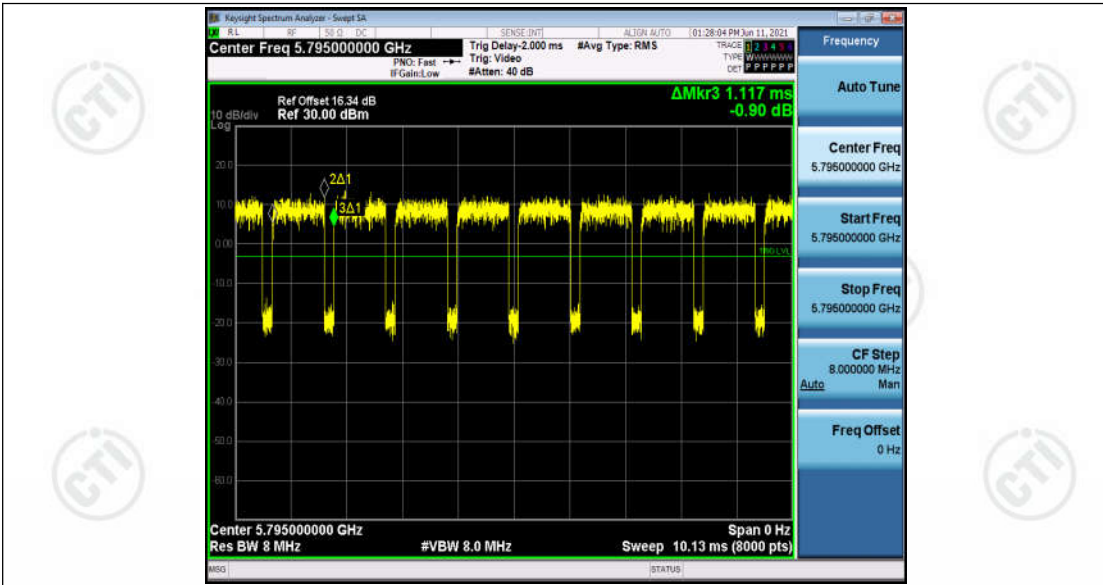 Keysight Spectrum Analyzer - Swept SA
RL RF 50 Ω DC SENSE:INT ALIGN AUTO 01:28:04 PM Jun 11, 2021
Center Freq 5.795000000 GHz
PNO: Fast
IFGain:Low
Trig Delay-2.000 ms
Trig: Video
#Atten: 40 dB
#Avg Type: RMS
TRACE 1 2 3 4 5 6
TYPE WWWWWW
DET P P P P P P
Frequency
ΔMkr3 1.117 ms
-0.90 dB
Ref Offset 16.34 dB
10 dB/div Ref 30.00 dBm
Log
20.0
10.0
0.00
-10.0
-20.0
-30.0
-40.0
-50.0
-60.0
2Δ1
3Δ1
TRIG LVL
Center 5.795000000 GHz Span 0 Hz
Res BW 8 MHz #VBW 8.0 MHz Sweep 10.13 ms (8000 pts)
MSG STATUS
Auto Tune
Center Freq
5.795000000 GHz
Start Freq
5.795000000 GHz
Stop Freq
5.795000000 GHz
CF Step
8.000000 MHz
Auto Man
Freq Offset
0 Hz
CTI
CTI
CTI
CTI